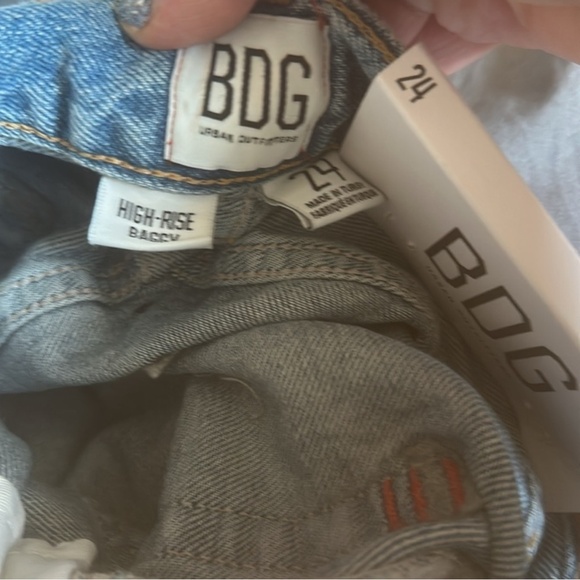 BDG
URBAN OUTFITTERS
HIGH-RISE
BAGGY
24
MADE IN TURKEY
24
BDG